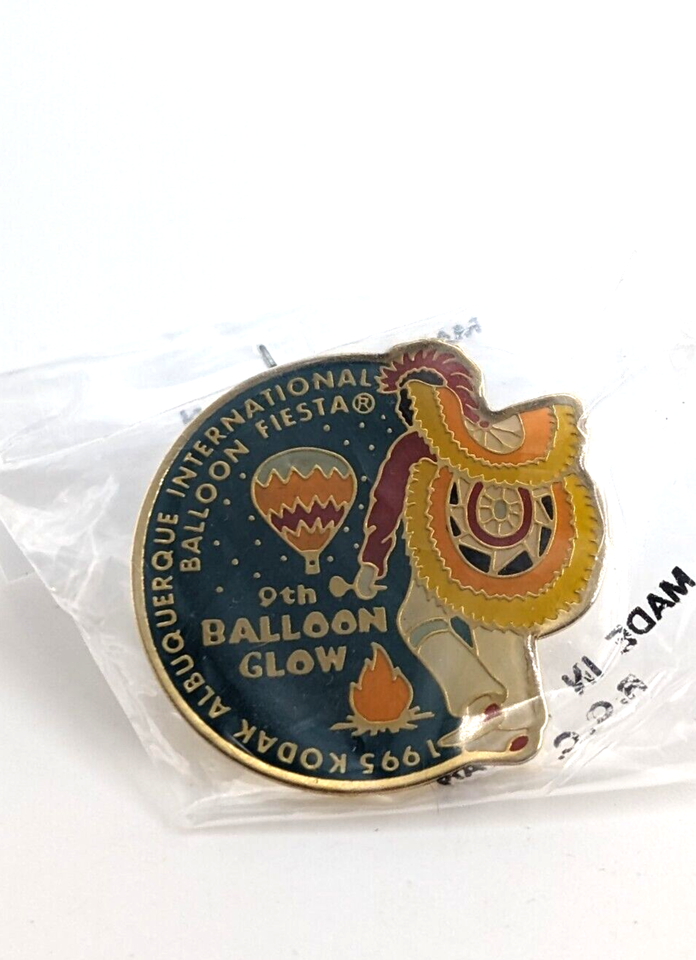 1995 KODAK ALBUQUERQUE INTERNATIONAL
BALLOON FIESTA®
9th
BALLOON
GLOW
MADE IN
R.O.C.